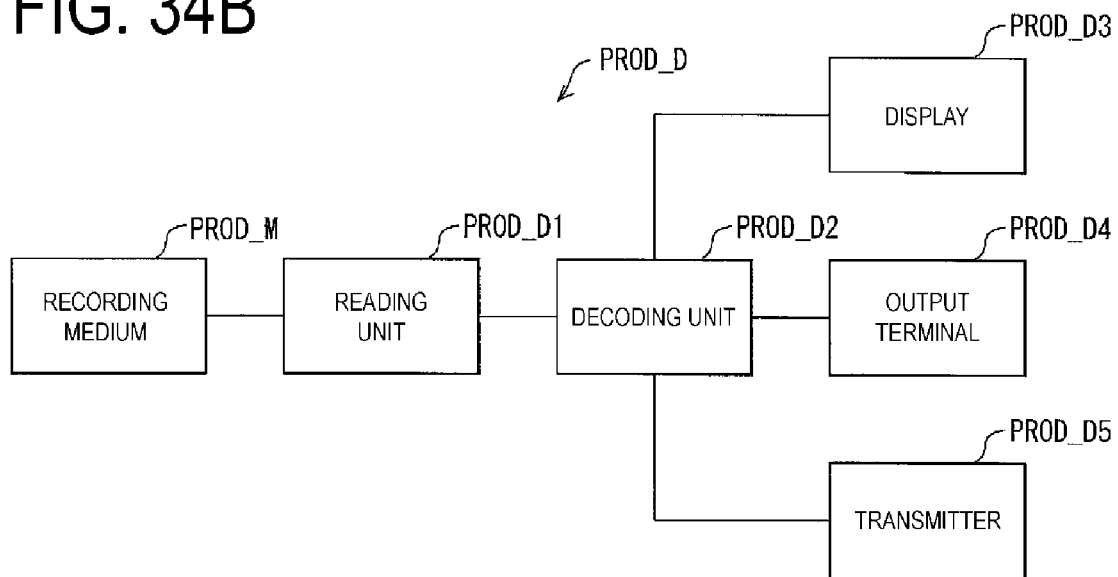 FIG. 34B
PROD_D
PROD_D3
DISPLAY
PROD_M
PROD_D1
PROD_D2
PROD_D4
RECORDING
MEDIUM
READING
UNIT
DECODING UNIT
OUTPUT
TERMINAL
PROD_D5
TRANSMITTER